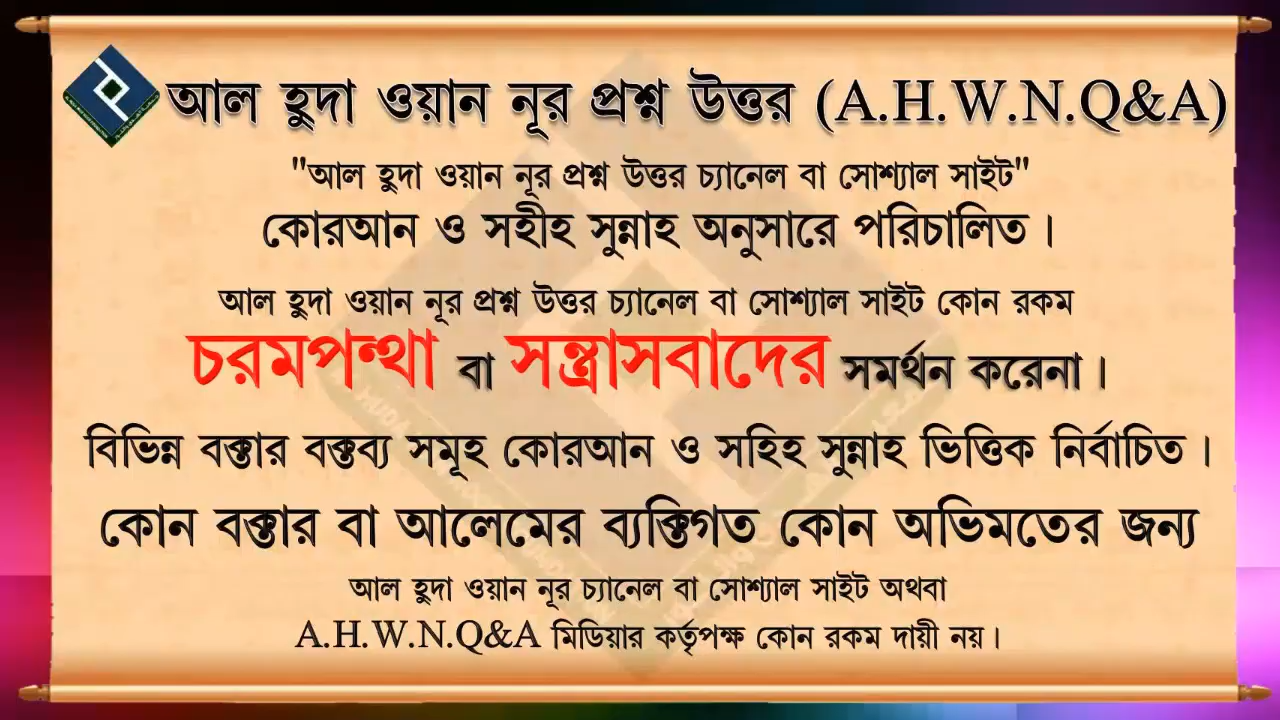 আল হুদা ওয়ান নূর প্রশ্ন উত্তর (A.H.W.N.Q&A)
"আল হুদা ওয়ান নূর প্রশ্ন উত্তর চ্যানেল বা সোশ্যাল সাইট"
কোরআন ও সহীহ সুন্নাহ অনুসারে পরিচালিত।
আল হুদা ওয়ান নূর প্রশ্ন উত্তর চ্যানেল বা সোশ্যাল সাইট কোন রকম
চরমপন্থা বা সন্ত্রাসবাদের সমর্থন করেনা।
বিভিন্ন বক্তার বক্তব্য সমূহ কোরআন ও সহিহ সুন্নাহ ভিত্তিক নির্বাচিত।
কোন বক্তার বা আলেমের ব্যক্তিগত কোন অভিমতের জন্য
আল হুদা ওয়ান নূর চ্যানেল বা সোশ্যাল সাইট অথবা
A.H.W.N.Q&A মিডিয়ার কর্তৃপক্ষ কোন রকম দায়ী নয়।